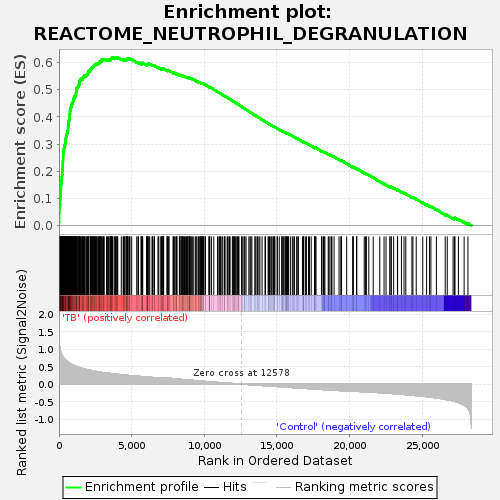 Enrichment plot:
REACTOME_NEUTROPHIL_DEGRANULATION
Enrichment score (ES)
0.6
0.5
0.4
0.3
0.2
0.1
0.0
Ranked list metric (Signal2Noise)
2.0
1.5
1.0
0.5
0.0
-0.5
-1.0
'TB' (positively correlated)
Zero cross at 12578
'Control' (negatively correlated)
0
5,000
10,000
15,000
20,000
25,000
Rank in Ordered Dataset
Enrichment profile
Hits
Ranking metric scores